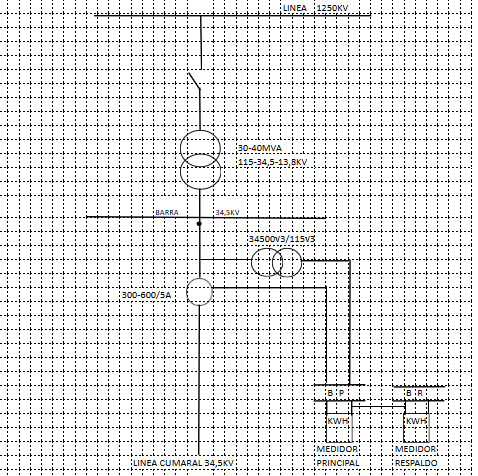 LINEA 1250KV
30-40MVA
115-34,5-13,8KV
BARRA 34,5KV
34500V3/115V3
300-600/5A
B P
B R
KWH
KWH
MEDIDOR
PRINCIPAL
MEDIDOR
RESPALDO
LINEA CUMARAL 34,5KV